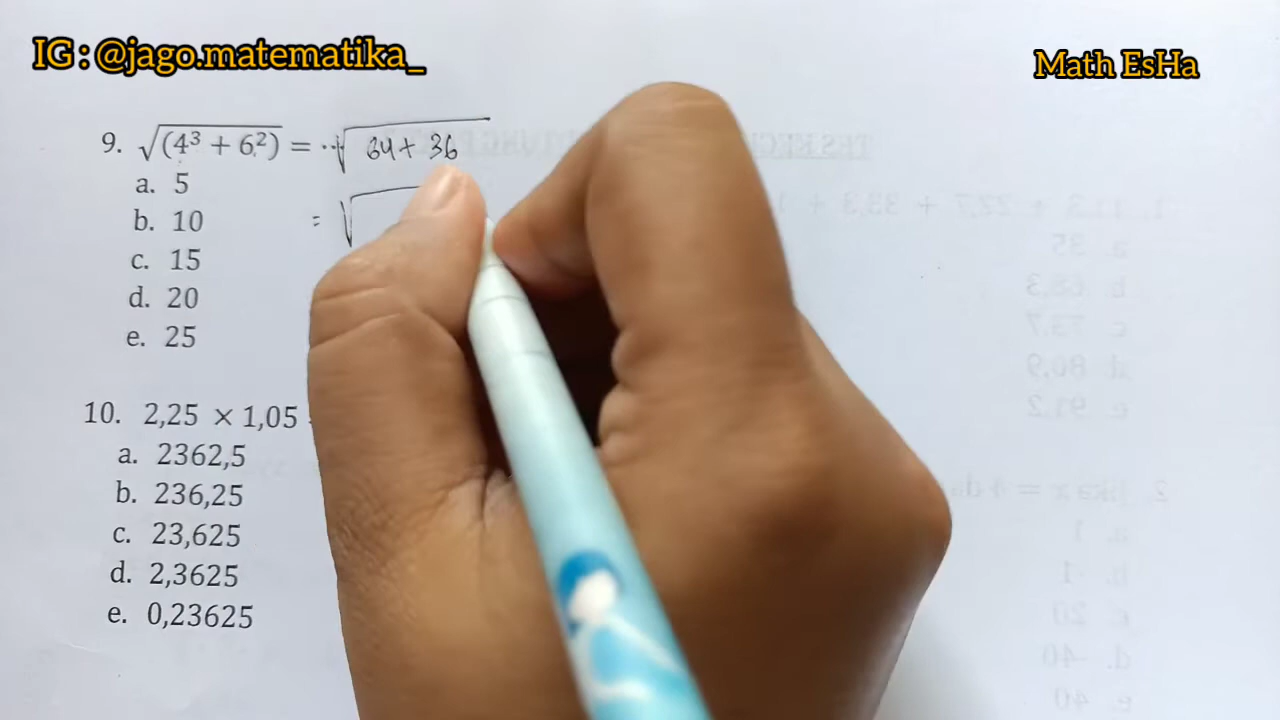 IG : @jago.matematika_
Math EsHa
9. √(4³ + 6²) = ...√64 + 36
a. 5
b. 10
= √
c. 15
d. 20
e. 25
10. 2,25 × 1,05
a. 2362,5
b. 236,25
c. 23,625
d. 2,3625
e. 0,23625